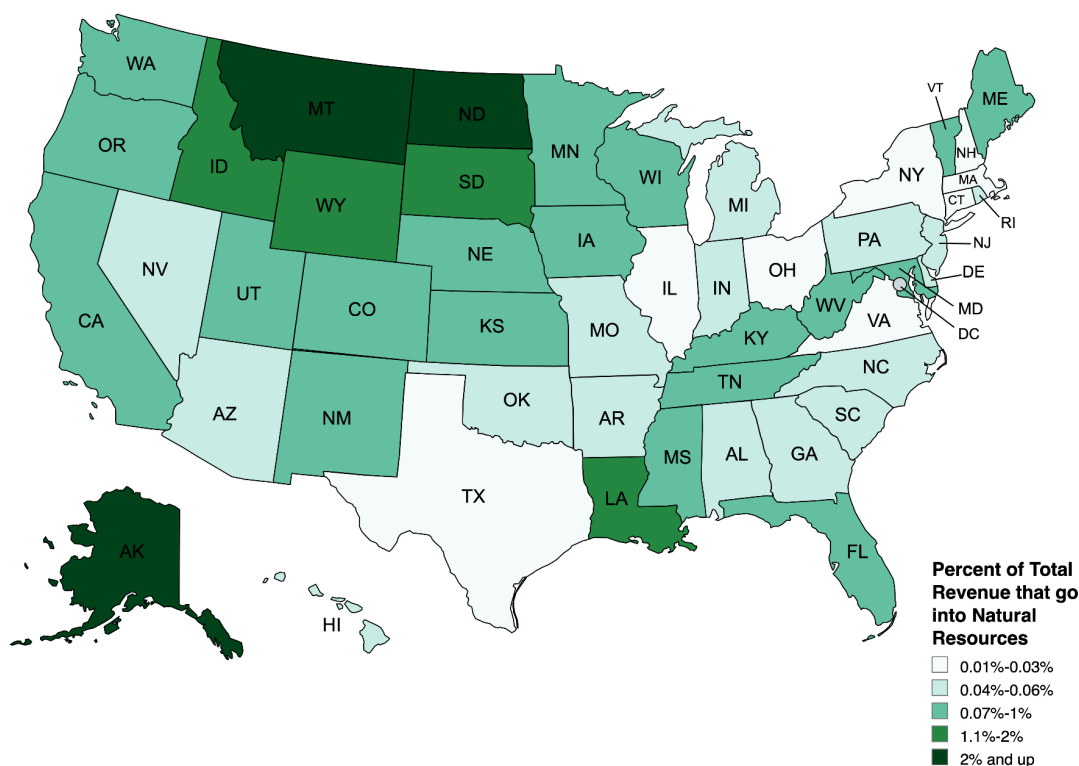 WA
MT
ND
VT
ME
OR
ID
MN
NH
SD
WI
NY
MA
WY
MI
CT
RI
IA
PA
NJ
NE
NV
OH
DE
UT
IL
IN
CO
WV
MD
CA
KS
MO
VA
DC
KY
NC
TN
AZ
OK
NM
AR
SC
MS
AL
GA
TX
LA
AK
FL
HI
Percent of Total
Revenue that go
into Natural
Resources
0.01%-0.03%
0.04%-0.06%
0.07%-1%
1.1%-2%
2% and up